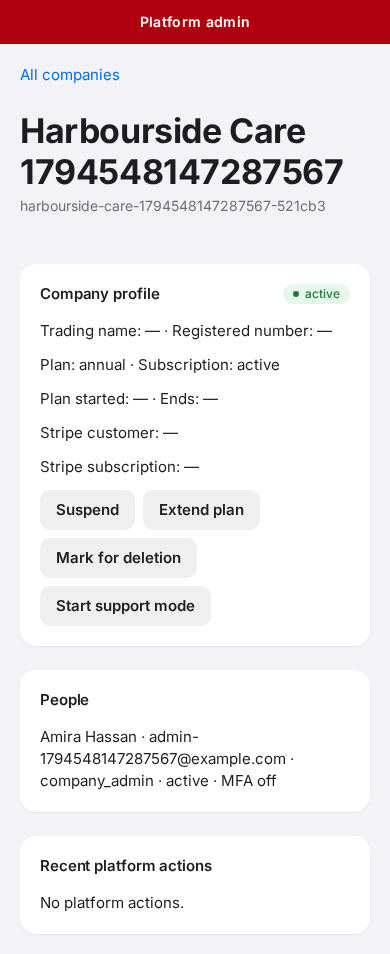 Platform admin
All companies
Harbourside Care
1794548147287567
harbourside-care-1794548147287567-521cb3
Company profile
active
Trading name: — · Registered number: —
Plan: annual · Subscription: active
Plan started: — · Ends: —
Stripe customer: —
Stripe subscription: —
Suspend
Extend plan
Mark for deletion
Start support mode
People
Amira Hassan · admin-
1794548147287567@example.com ·
company_admin · active · MFA off
Recent platform actions
No platform actions.